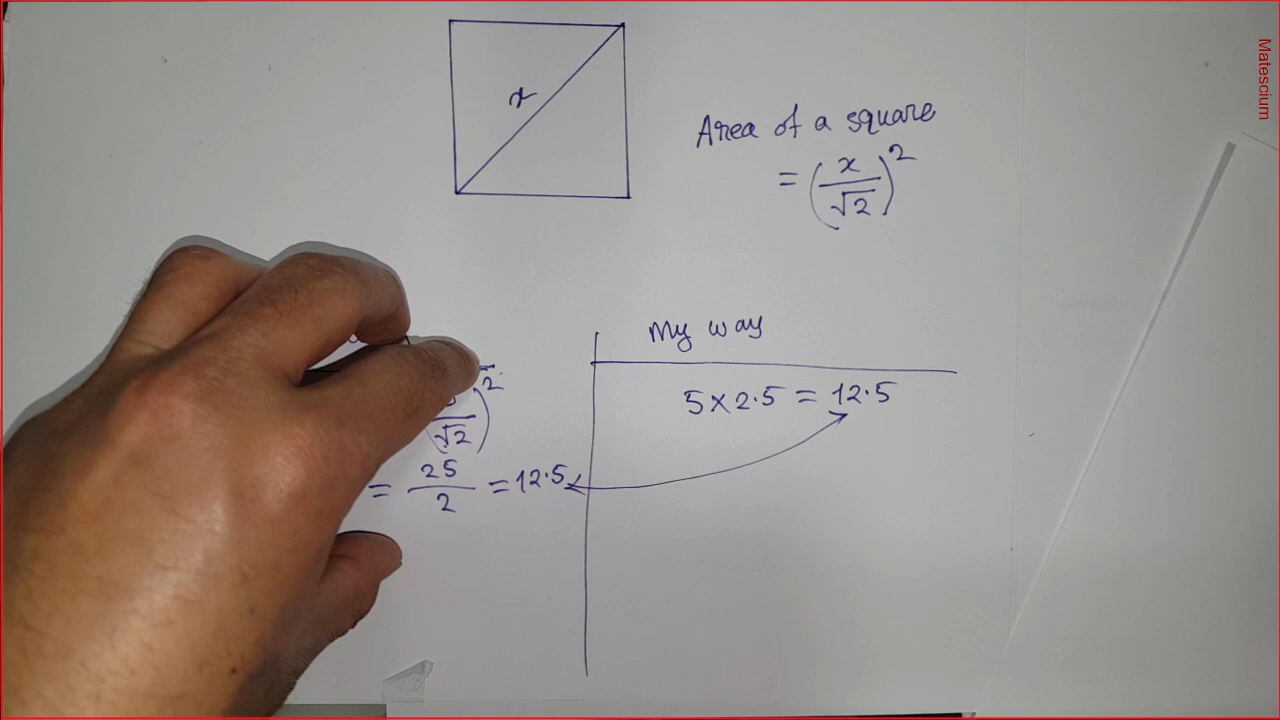 x
Area of a square
= (x/√2)²
My way
5 × 2.5 = 12.5
/√2)²
= 25/2 = 12.5
Matescium